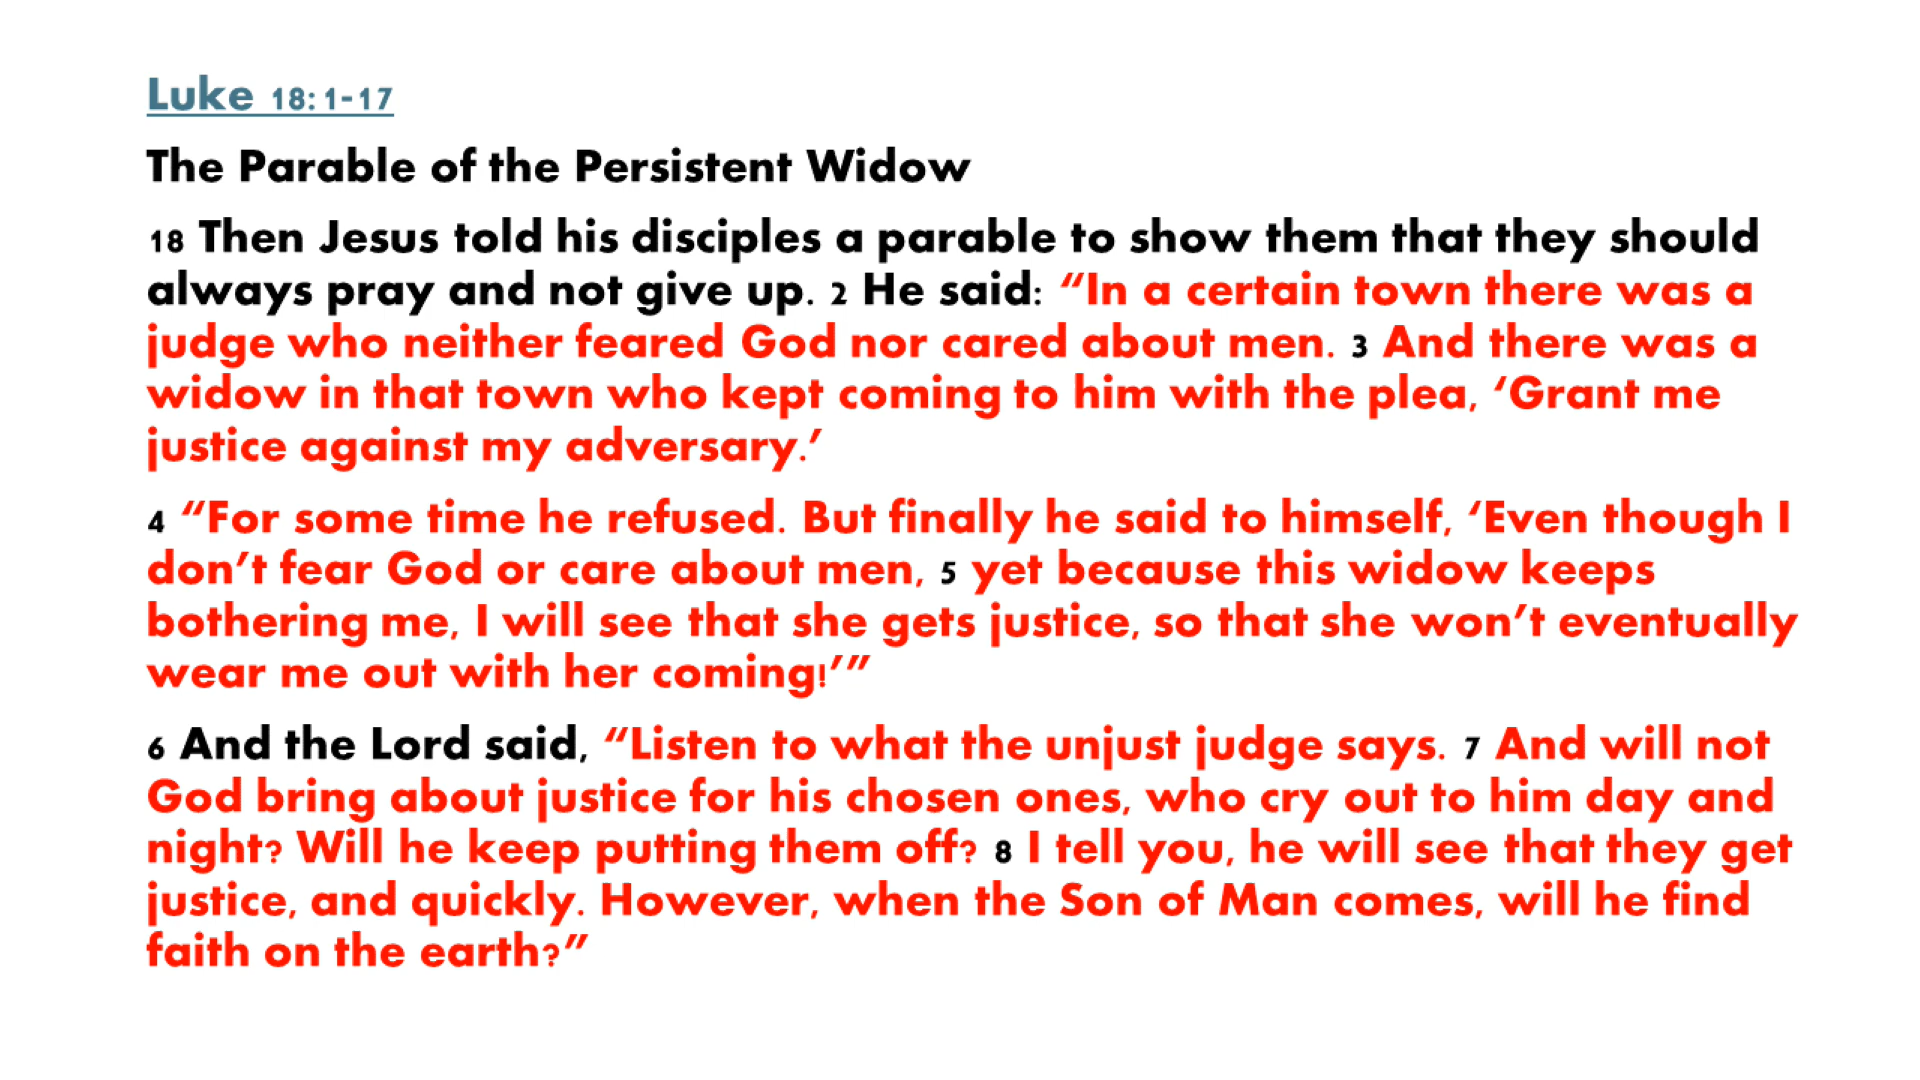 Luke 18:1-17
The Parable of the Persistent Widow
18 Then Jesus told his disciples a parable to show them that they should
always pray and not give up. 2 He said: “In a certain town there was a
judge who neither feared God nor cared about men. 3 And there was a
widow in that town who kept coming to him with the plea, ‘Grant me
justice against my adversary.’
4 “For some time he refused. But finally he said to himself, ‘Even though I
don’t fear God or care about men, 5 yet because this widow keeps
bothering me, I will see that she gets justice, so that she won’t eventually
wear me out with her coming!’”
6 And the Lord said, “Listen to what the unjust judge says. 7 And will not
God bring about justice for his chosen ones, who cry out to him day and
night? Will he keep putting them off? 8 I tell you, he will see that they get
justice, and quickly. However, when the Son of Man comes, will he find
faith on the earth?”